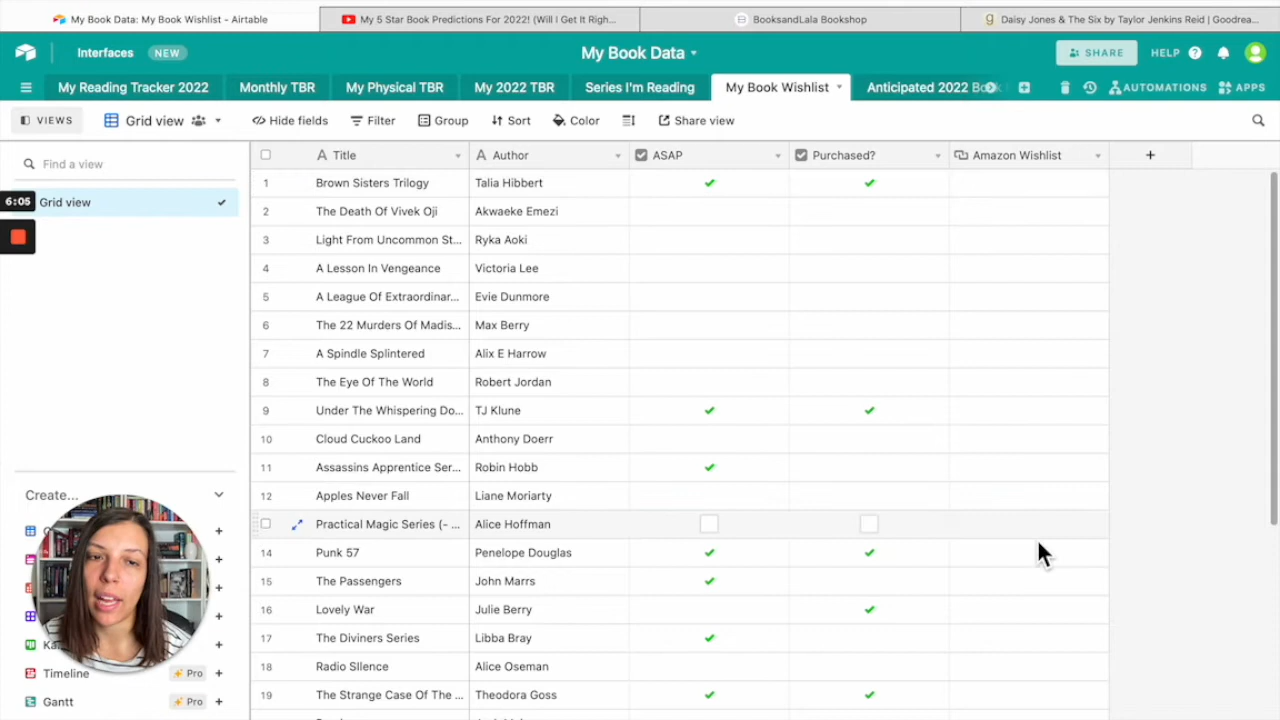 My Book Data: My Book Wishlist - Airtable
My 5 Star Book Predictions For 2022! (Will I Get It Righ...
BooksandLala Bookshop
Daisy Jones & The Six by Taylor Jenkins Reid | Goodrea...
Interfaces NEW
My Book Data
SHARE HELP
My Reading Tracker 2022 Monthly TBR My Physical TBR My 2022 TBR Series I'm Reading My Book Wishlist Anticipated 2022 Book AUTOMATIONS APPS
VIEWS Grid view Hide fields Filter Group Sort Color Share view
Find a view
6:05 Grid view
Title Author ASAP Purchased? Amazon Wishlist
1 Brown Sisters Trilogy Talia Hibbert
2 The Death Of Vivek Oji Akwaeke Emezi
3 Light From Uncommon St... Ryka Aoki
4 A Lesson In Vengeance Victoria Lee
5 A League Of Extraordinar... Evie Dunmore
6 The 22 Murders Of Madis... Max Berry
7 A Spindle Splintered Alix E Harrow
8 The Eye Of The World Robert Jordan
9 Under The Whispering Do... TJ Klune
10 Cloud Cuckoo Land Anthony Doerr
11 Assassins Apprentice Ser... Robin Hobb
12 Apples Never Fall Liane Moriarty
Practical Magic Series (- ... Alice Hoffman
14 Punk 57 Penelope Douglas
15 The Passengers John Marrs
16 Lovely War Julie Berry
17 The Diviners Series Libba Bray
18 Radio SIlence Alice Oseman
19 The Strange Case Of The ... Theodora Goss
Create...
Timeline Pro
Gantt Pro